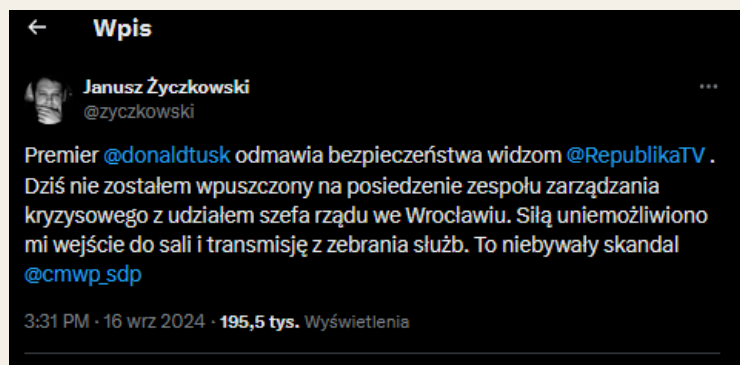 ← Wpis
Janusz Życzkowski
@zyczkowski
Premier @donaldtusk odmawia bezpieczeństwa widzom @RepublikaTV .
Dziś nie zostałem wpuszczony na posiedzenie zespołu zarządzania
kryzysowego z udziałem szefa rządu we Wrocławiu. Siłą uniemożliwiono
mi wejście do sali i transmisję z zebrania służb. To niebywały skandal
@cmwp_sdp
3:31 PM · 16 wrz 2024 · 195,5 tys. Wyświetlenia